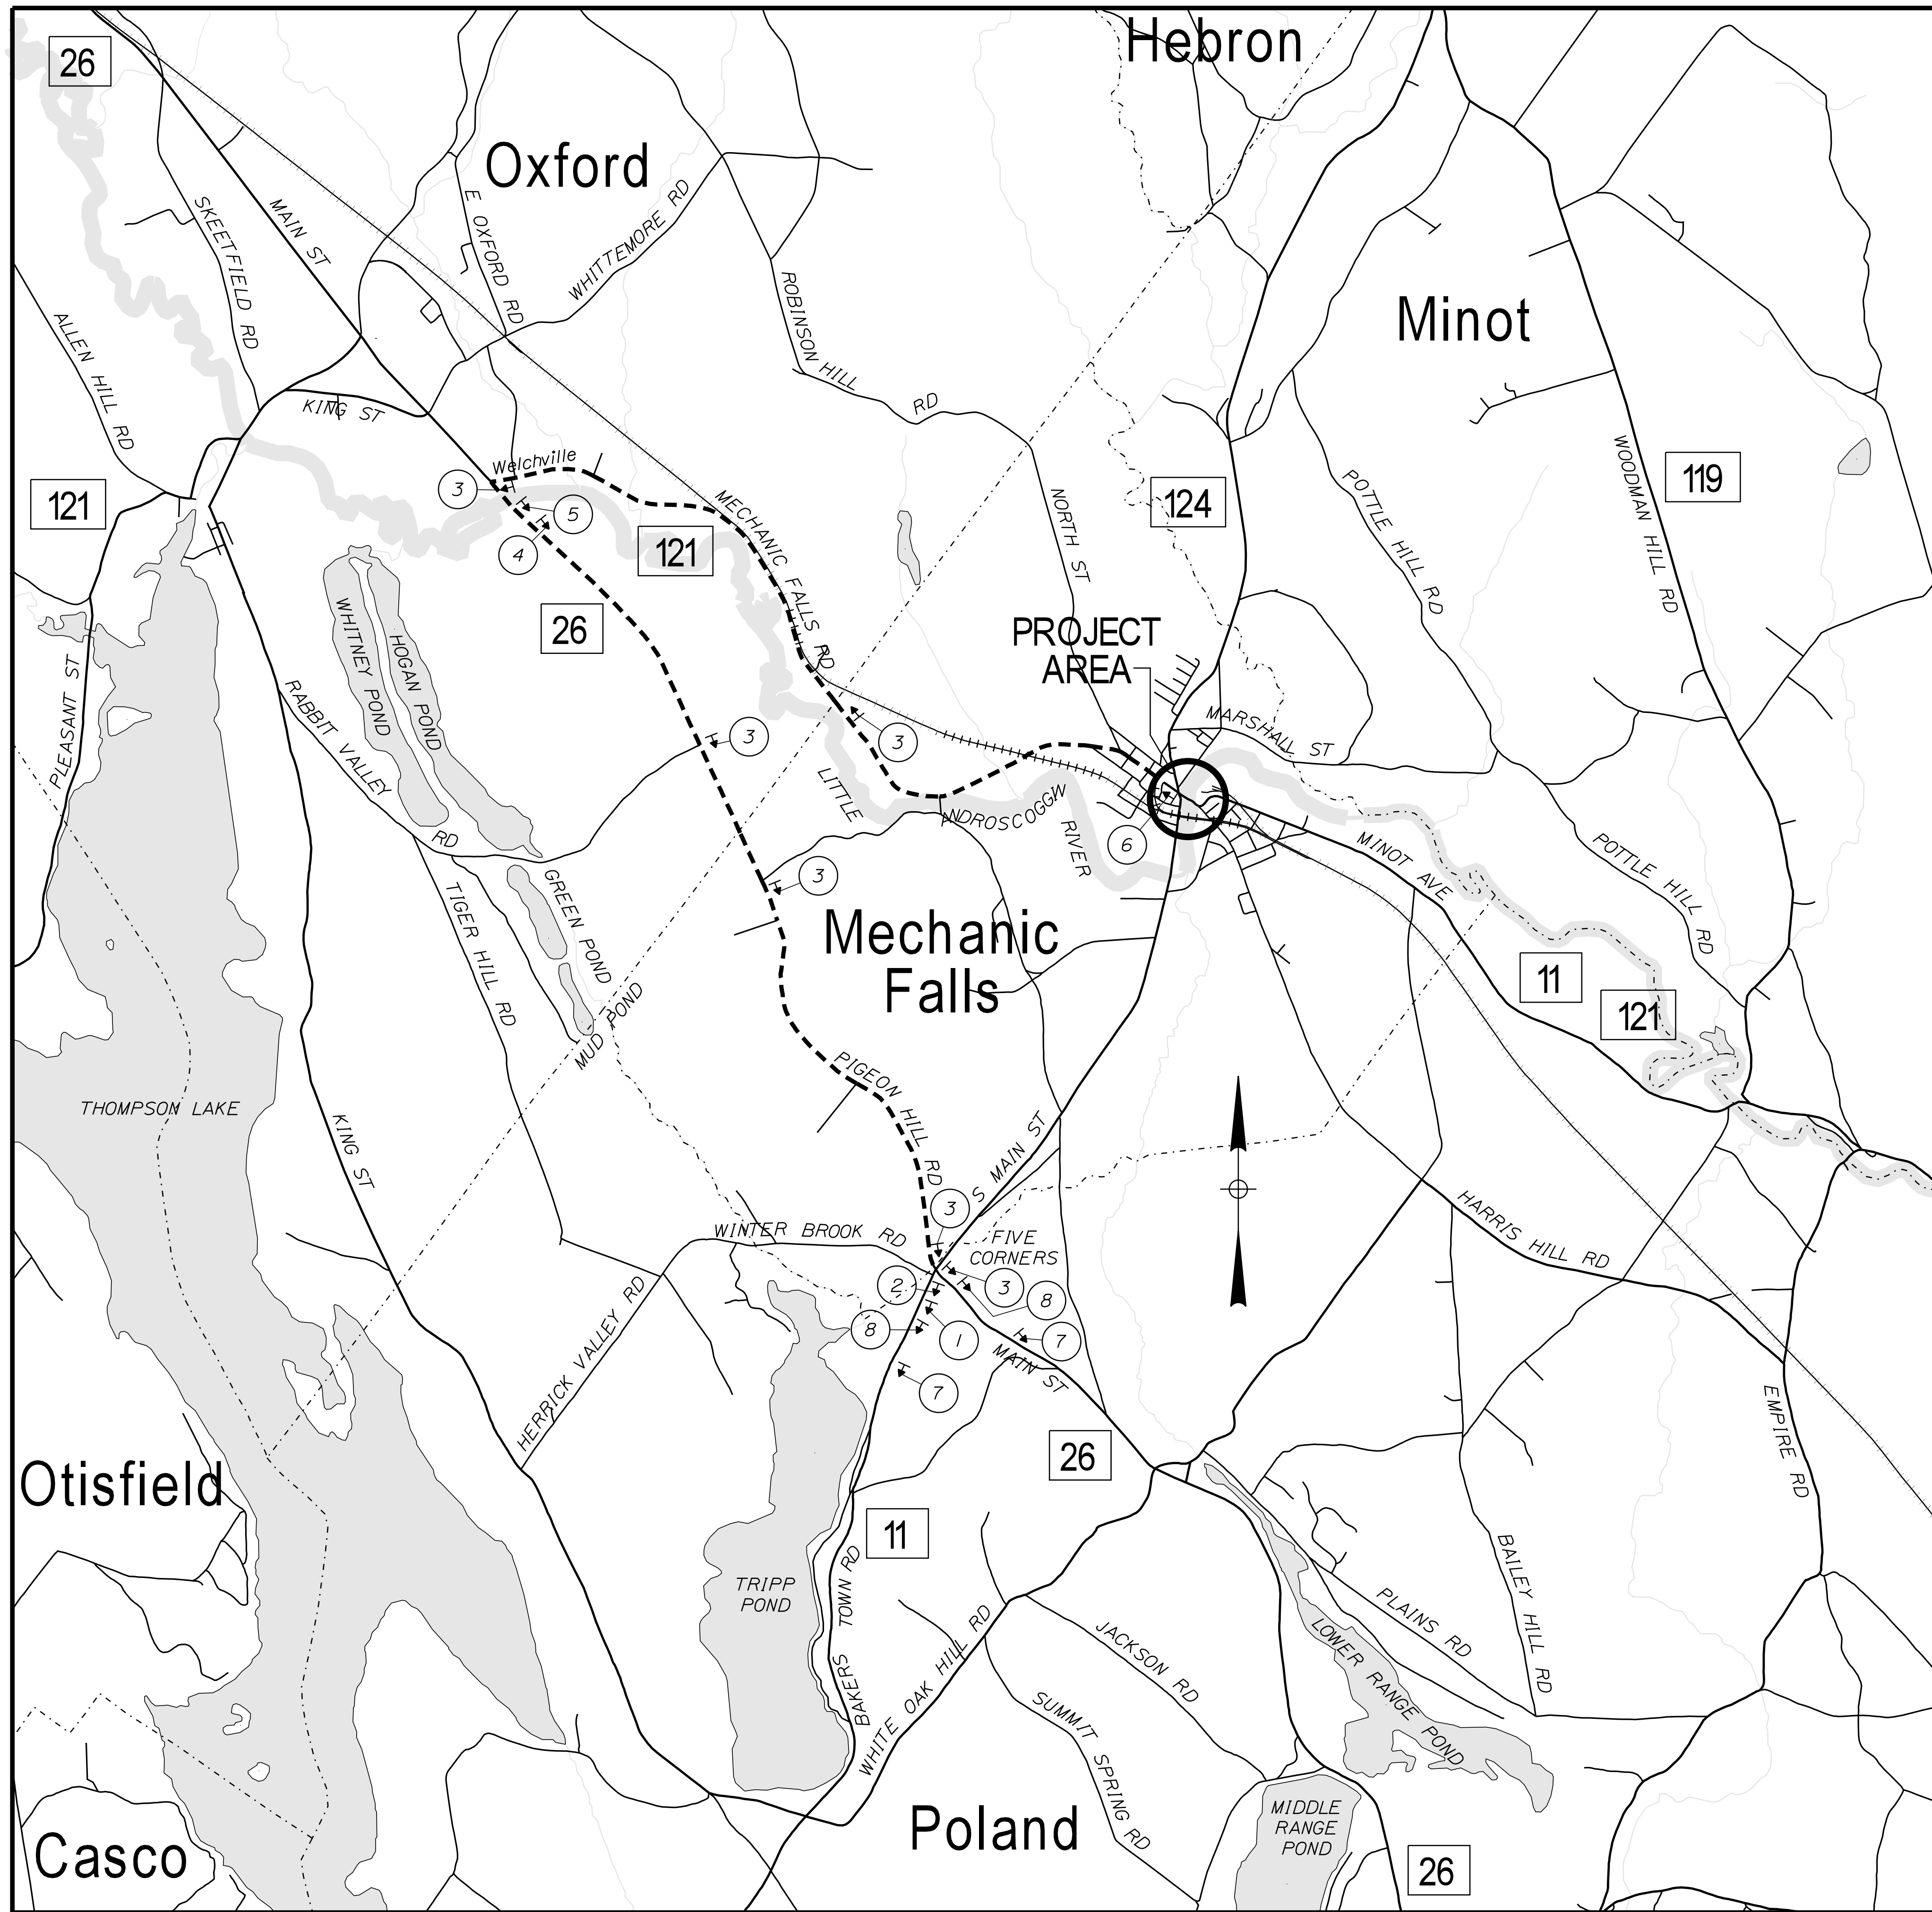 Hebron
26
Oxford
SKEETFIELD RD
MAIN ST
E OXFORD RD
WHITTEMORE RD
ROBINSON HILL RD
Minot
ALLEN HILL RD
KING ST
Welchville
3
5
4
121
121
MECHANIC FALLS RD
NORTH ST
124
POTTLE HILL RD
WOODMAN HILL RD
119
26
WHITNEY POND
HOGAN POND
PROJECT
AREA
PLEASANT ST
RABBIT VALLEY RD
3
3
MARSHALL ST
LITTLE
RIVER
6
MINOT AVE
POTTLE HILL RD
3
TIGER HILL RD
GREEN POND
Mechanic
Falls
11
121
MUD POND
PIGEON HILL RD
THOMPSON LAKE
KING ST
S MAIN ST
HARRIS HILL RD
3
WINTER BROOK RD
FIVE
CORNERS
2
3
8
8
1
7
MAIN ST
7
HERRICK VALLEY RD
EMPIRE RD
26
Otisfield
11
TRIPP
POND
BAKERS TOWN RD
WHITE OAK HILL RD
JACKSON RD
PLAINS RD
BAILEY HILL RD
LOWER RANGE POND
SUMMIT SPRING RD
MIDDLE
RANGE
POND
Poland
Casco
26